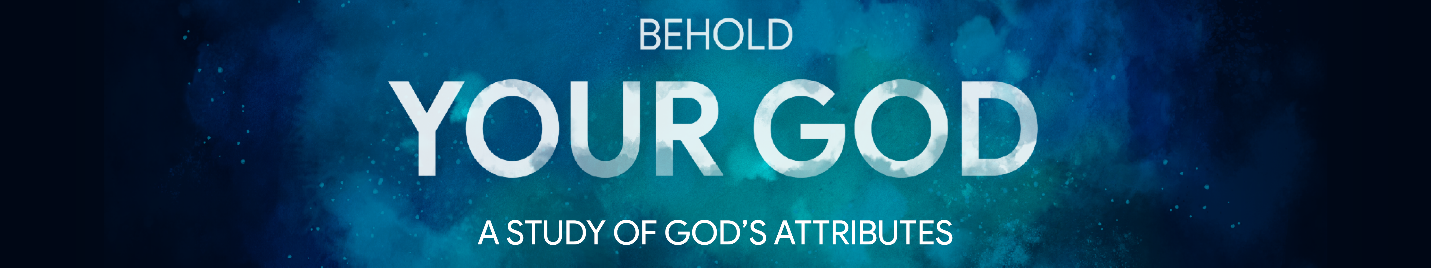 BEHOLD
YOUR GOD
A STUDY OF GOD'S ATTRIBUTES